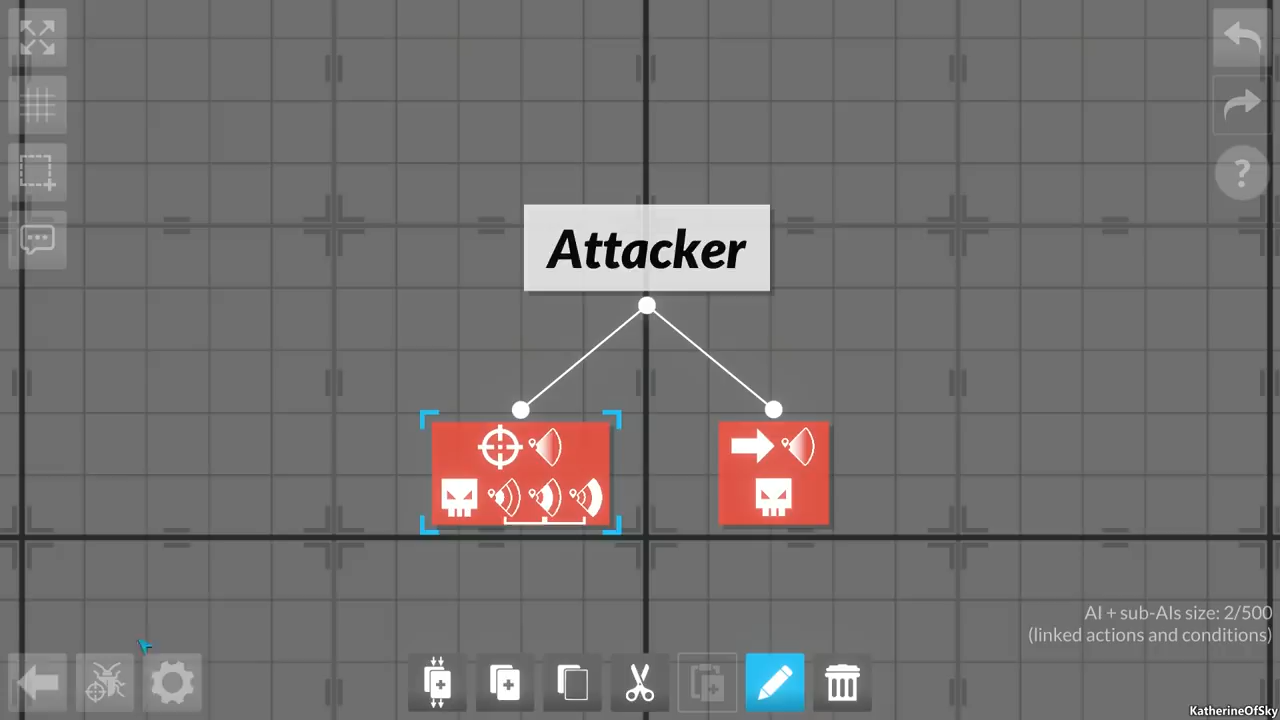 Attacker
?
AI + sub-AIs size: 2/500
(linked actions and conditions)
KatherineOfSky